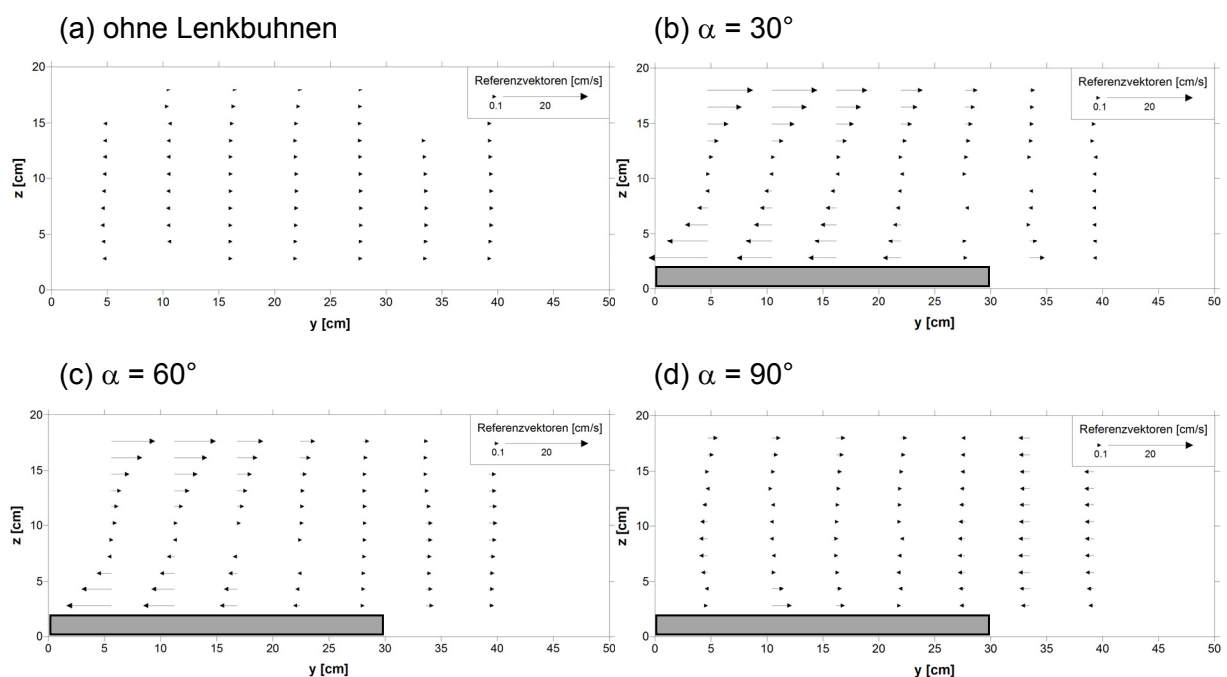 (a) ohne Lenkbuhnen
20
15
10
5
0
z [cm]
0 5 10 15 20 25 30 35 40 45 50
y [cm]
Referenzvektoren [cm/s]
0.1 20
(b) α = 30°
20
15
10
5
0
z [cm]
0 5 10 15 20 25 30 35 40 45 50
y [cm]
Referenzvektoren [cm/s]
0.1 20
(c) α = 60°
20
15
10
5
0
z [cm]
0 5 10 15 20 25 30 35 40 45 50
y [cm]
Referenzvektoren [cm/s]
0.1 20
(d) α = 90°
20
15
10
5
0
z [cm]
0 5 10 15 20 25 30 35 40 45 50
y [cm]
Referenzvektoren [cm/s]
0.1 20